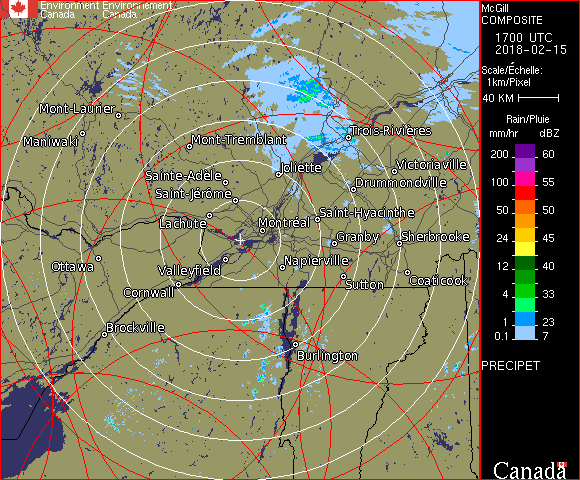 Environment Environnement
Canada Canada
McGill
COMPOSITE
1700 UTC
2018-02-15
Scale/Échelle:
1km/Pixel
40 KM
Rain/Pluie
mm/hr dBZ
200 60
150 57
100 55
50 50
24 45
12 40
4 33
1 23
0.1 7
PRECIPET
Canada
Mont-Laurier
Maniwaki
Mont-Tremblant
Trois-Rivières
Sainte-Adèle
Joliette
Victoriaville
Saint-Jérôme
Drummondville
Lachute
Montréal
Saint-Hyacinthe
Granby
Sherbrooke
Ottawa
Valleyfield
Napierville
Cornwall
Sutton
Coaticook
Brockville
Burlington